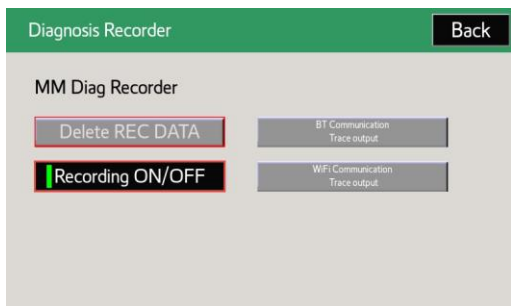 Diagnosis Recorder
Back
MM Diag Recorder
Delete REC DATA
BT Communication
Trace output
Recording ON/OFF
WiFi Communication
Trace output